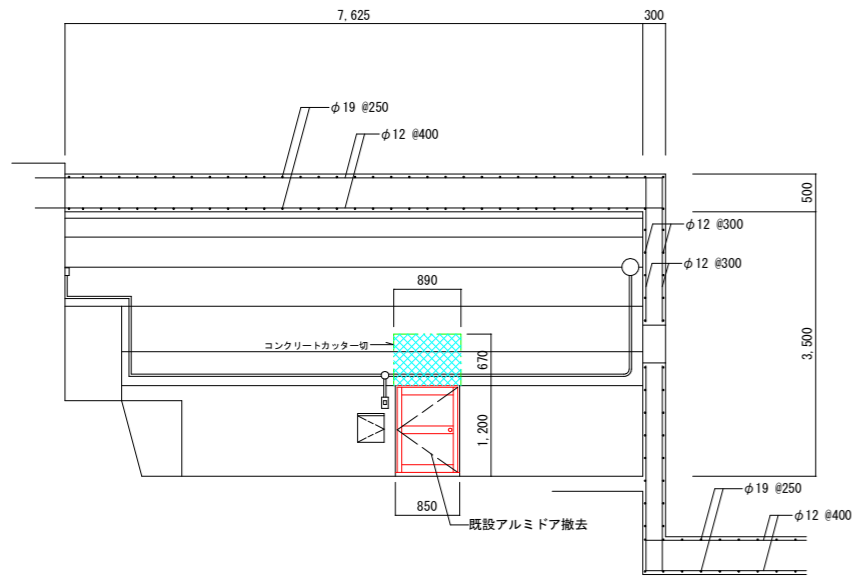 7,625
300
φ19 @250
φ12 @400
500
φ12 @300
φ12 @300
890
コンクリートカッター切
670
3,500
1,200
850
既設アルミドア撤去
φ19 @250
φ12 @400